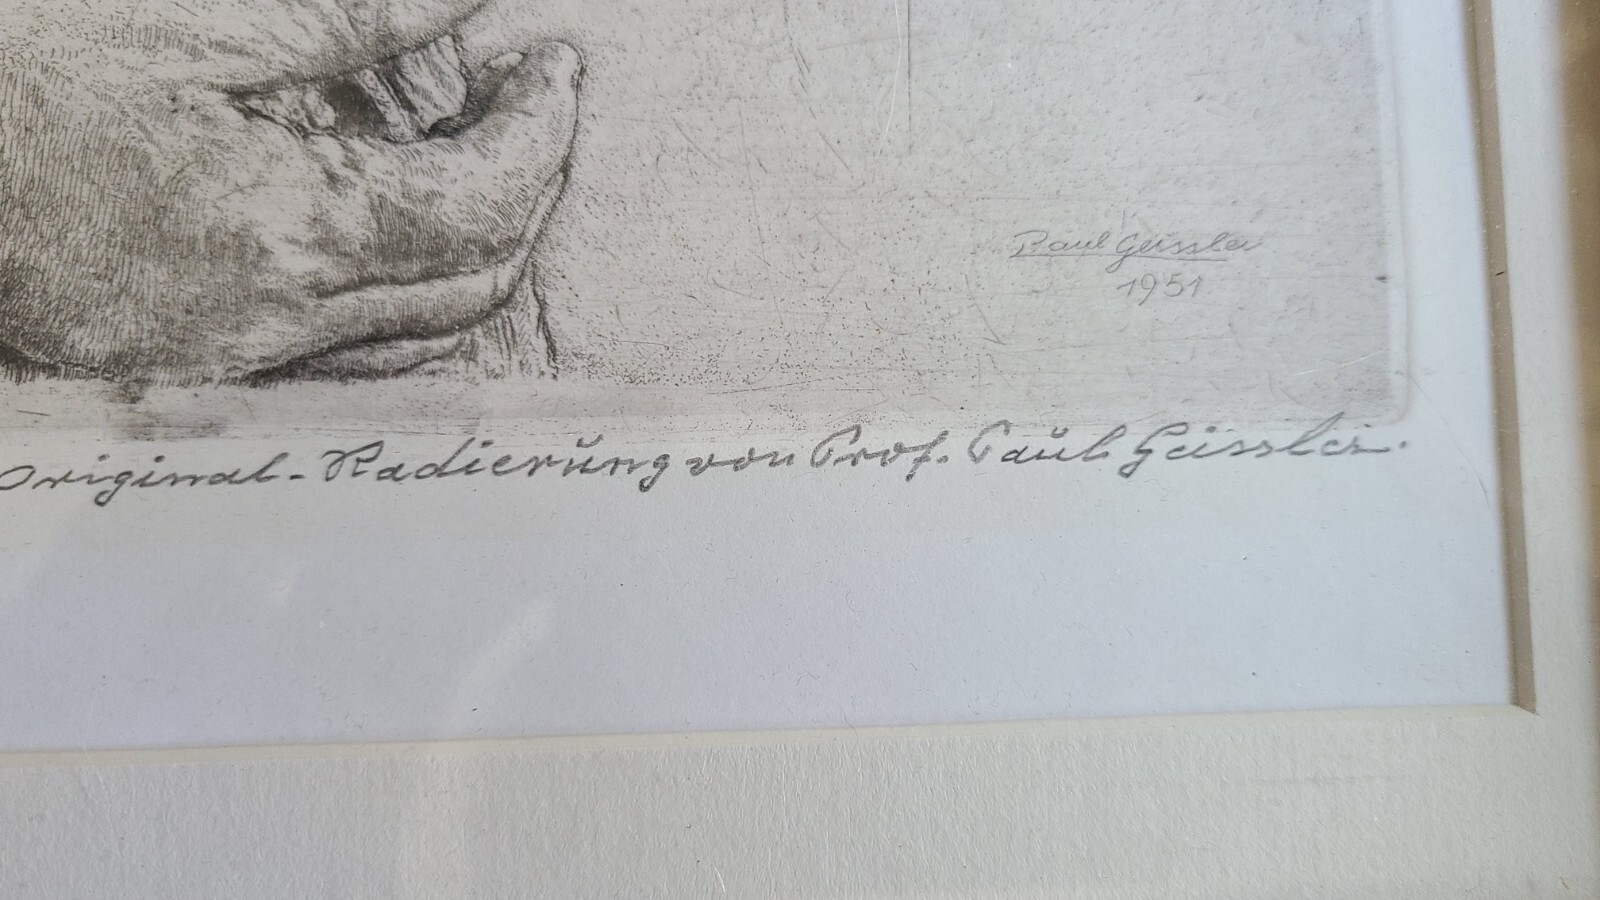 Paul Geissler
1951
Original-Radierung von Prof. Paul Geissler.